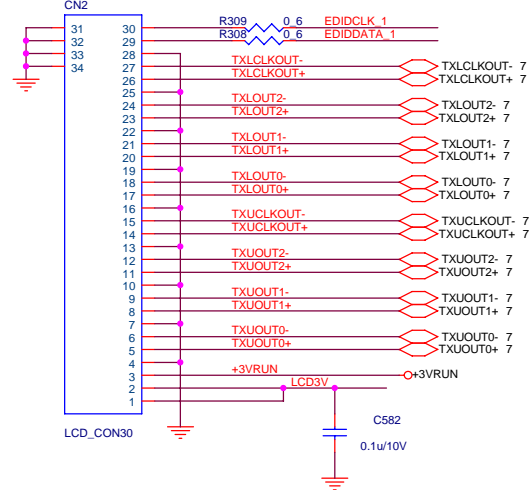 CN2
R309 0_6 EDIDCLK_1
31 30
R308 0_6 EDIDDATA_1
32 29
33 28
34 27 TXLCLKOUT- TXLCLKOUT- 7
26 TXLCLKOUT+ TXLCLKOUT+ 7
25
24 TXLOUT2- TXLOUT2- 7
23 TXLOUT2+ TXLOUT2+ 7
22
21 TXLOUT1- TXLOUT1- 7
20 TXLOUT1+ TXLOUT1+ 7
19
18 TXLOUT0- TXLOUT0- 7
17 TXLOUT0+ TXLOUT0+ 7
16
15 TXUCLKOUT- TXUCLKOUT- 7
14 TXUCLKOUT+ TXUCLKOUT+ 7
13
12 TXUOUT2- TXUOUT2- 7
11 TXUOUT2+ TXUOUT2+ 7
10
9 TXUOUT1- TXUOUT1- 7
8 TXUOUT1+ TXUOUT1+ 7
7
6 TXUOUT0- TXUOUT0- 7
5 TXUOUT0+ TXUOUT0+ 7
4
3 +3VRUN +3VRUN
2 LCD3V
1
C582
LCD_CON30
0.1u/10V